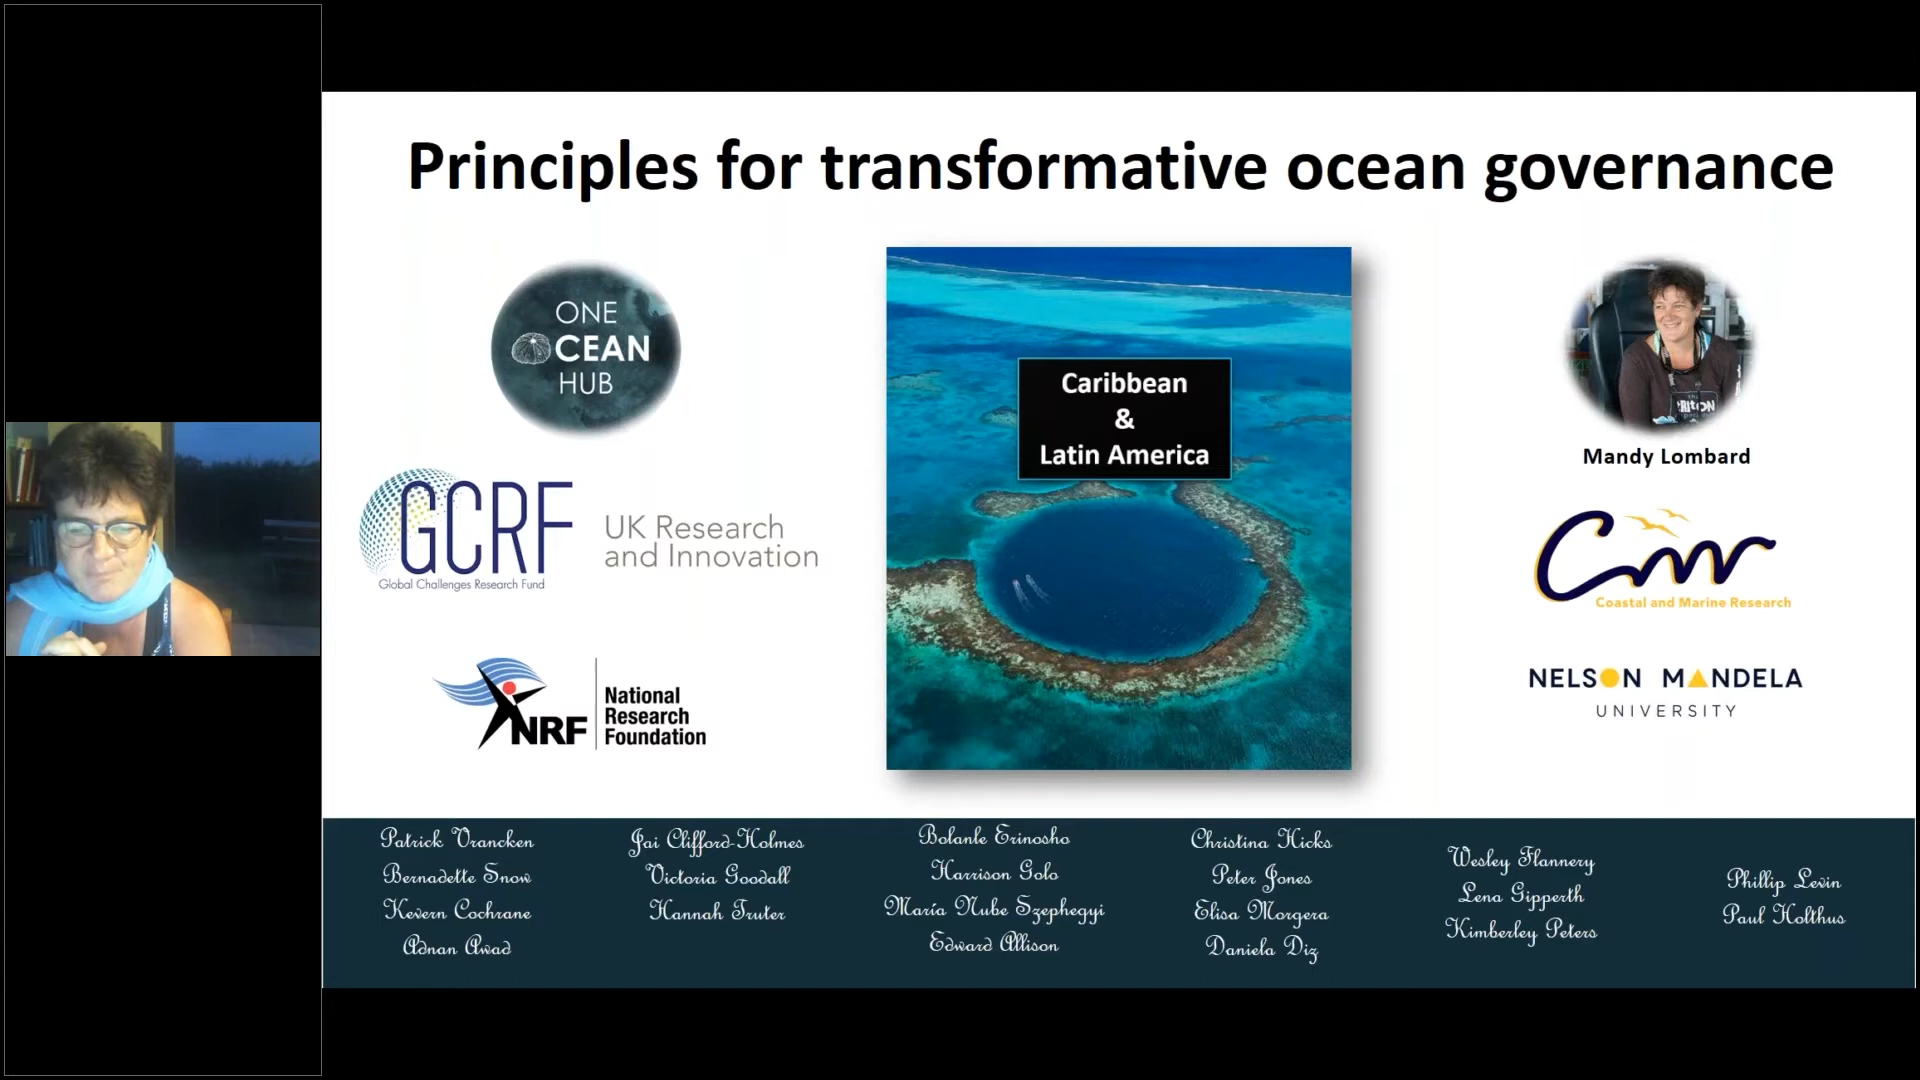 Principles for transformative ocean governance
ONE
OCEAN
HUB
GCRF
Global Challenges Research Fund
UK Research
and Innovation
NRF
National
Research
Foundation
Caribbean
&
Latin America
TRITON
Mandy Lombard
Cmr
Coastal and Marine Research
NELSON MANDELA
UNIVERSITY
Patrick Vrancken
Bernadette Snow
Kevern Cochrane
Adnan Awad
Jai Clifford-Holmes
Victoria Goodall
Hannah Truter
Bolanle Erinosho
Harrison Golo
María Nube Szephegyi
Edward Allison
Christina Hicks
Peter Jones
Elisa Morgera
Daniela Diz
Wesley Flannery
Lena Gipperth
Kimberley Peters
Phillip Levin
Paul Holthus